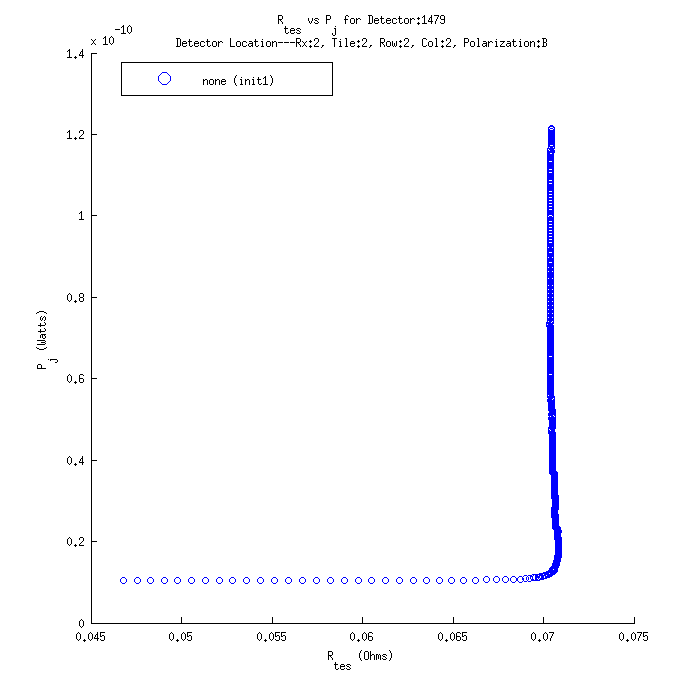 R_tes vs P_j for Detector:1479
Detector Location---Rx:2, Tile:2, Row:2, Col:2, Polarization:B
x 10^-10
none (init1)
1.4
1.2
1
0.8
0.6
0.4
0.2
0
P_j (Watts)
0.045 0.05 0.055 0.06 0.065 0.07 0.075
R_tes (Ohms)